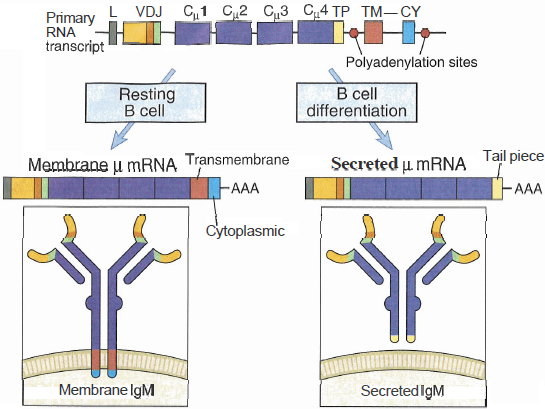 Primary RNA transcript
L VDJ Cμ1 Cμ2 Cμ3 Cμ4 TP TM— CY
Polyadenylation sites
Resting
B cell
B cell
differentiation
Membrane μ mRNA
Transmembrane
AAA
Cytoplasmic
Secreted μ mRNA
Tail piece
AAA
Membrane IgM
Secreted IgM